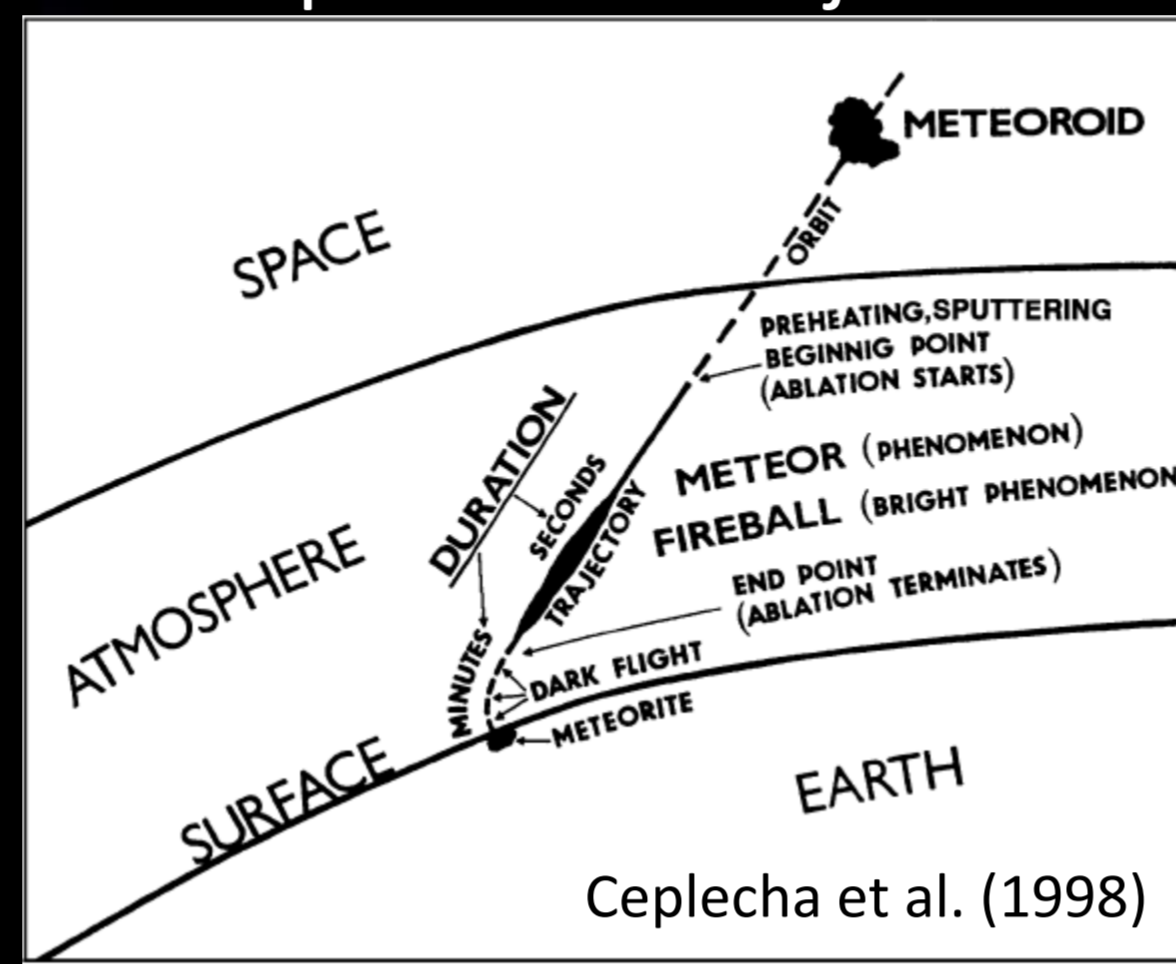 METEOROID
ORBIT
SPACE
PREHEATING,SPUTTERING
BEGINNIG POINT
(ABLATION STARTS)
DURATION
SECONDS
TRAJECTORY
METEOR (PHENOMENON)
FIREBALL (BRIGHT PHENOMENON
ATMOSPHERE
END POINT
(ABLATION TERMINATES)
MINUTES
DARK FLIGHT
METEORITE
SURFACE
EARTH
Ceplecha et al. (1998)